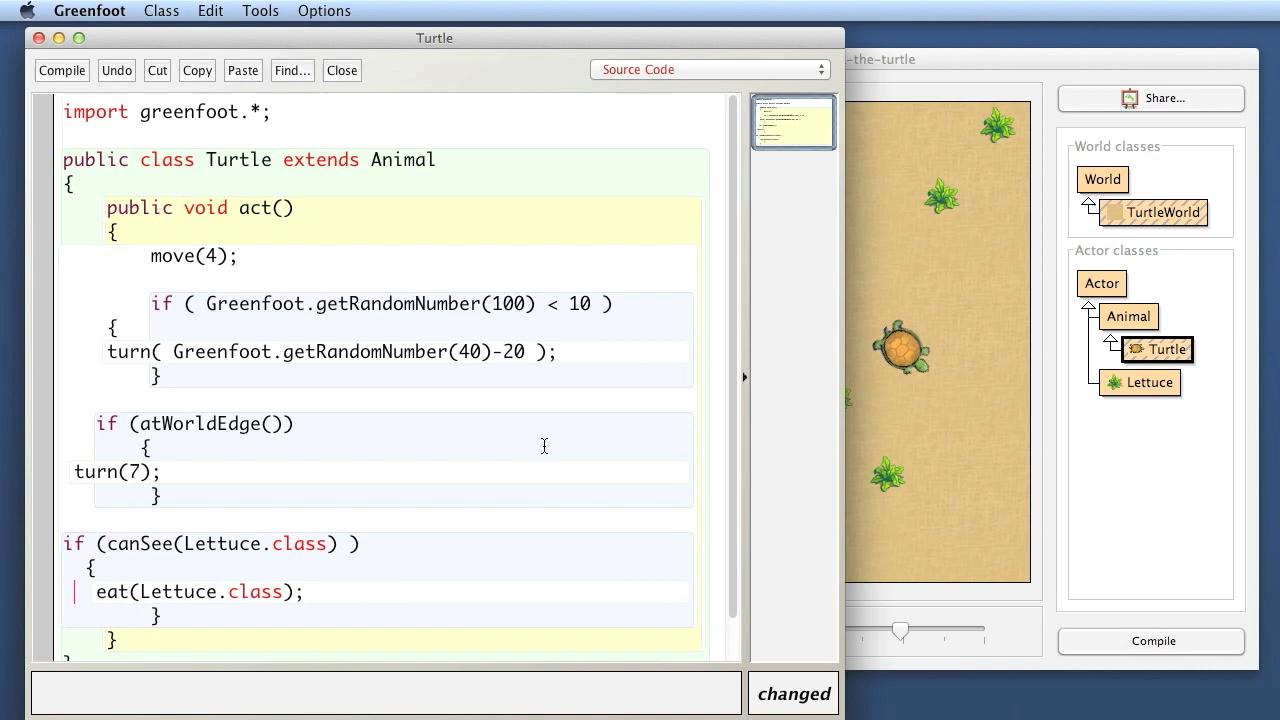 Greenfoot Class Edit Tools Options
Turtle
Compile Undo Cut Copy Paste Find... Close Source Code
import greenfoot.*;
public class Turtle extends Animal
{
public void act()
{
move(4);
if ( Greenfoot.getRandomNumber(100) < 10 )
{
turn( Greenfoot.getRandomNumber(40)-20 );
}
if (atWorldEdge())
{
turn(7);
}
if (canSee(Lettuce.class) )
{
eat(Lettuce.class);
}
}
changed
-the-turtle
Share...
World classes
World
TurtleWorld
Actor classes
Actor
Animal
Turtle
Lettuce
Compile